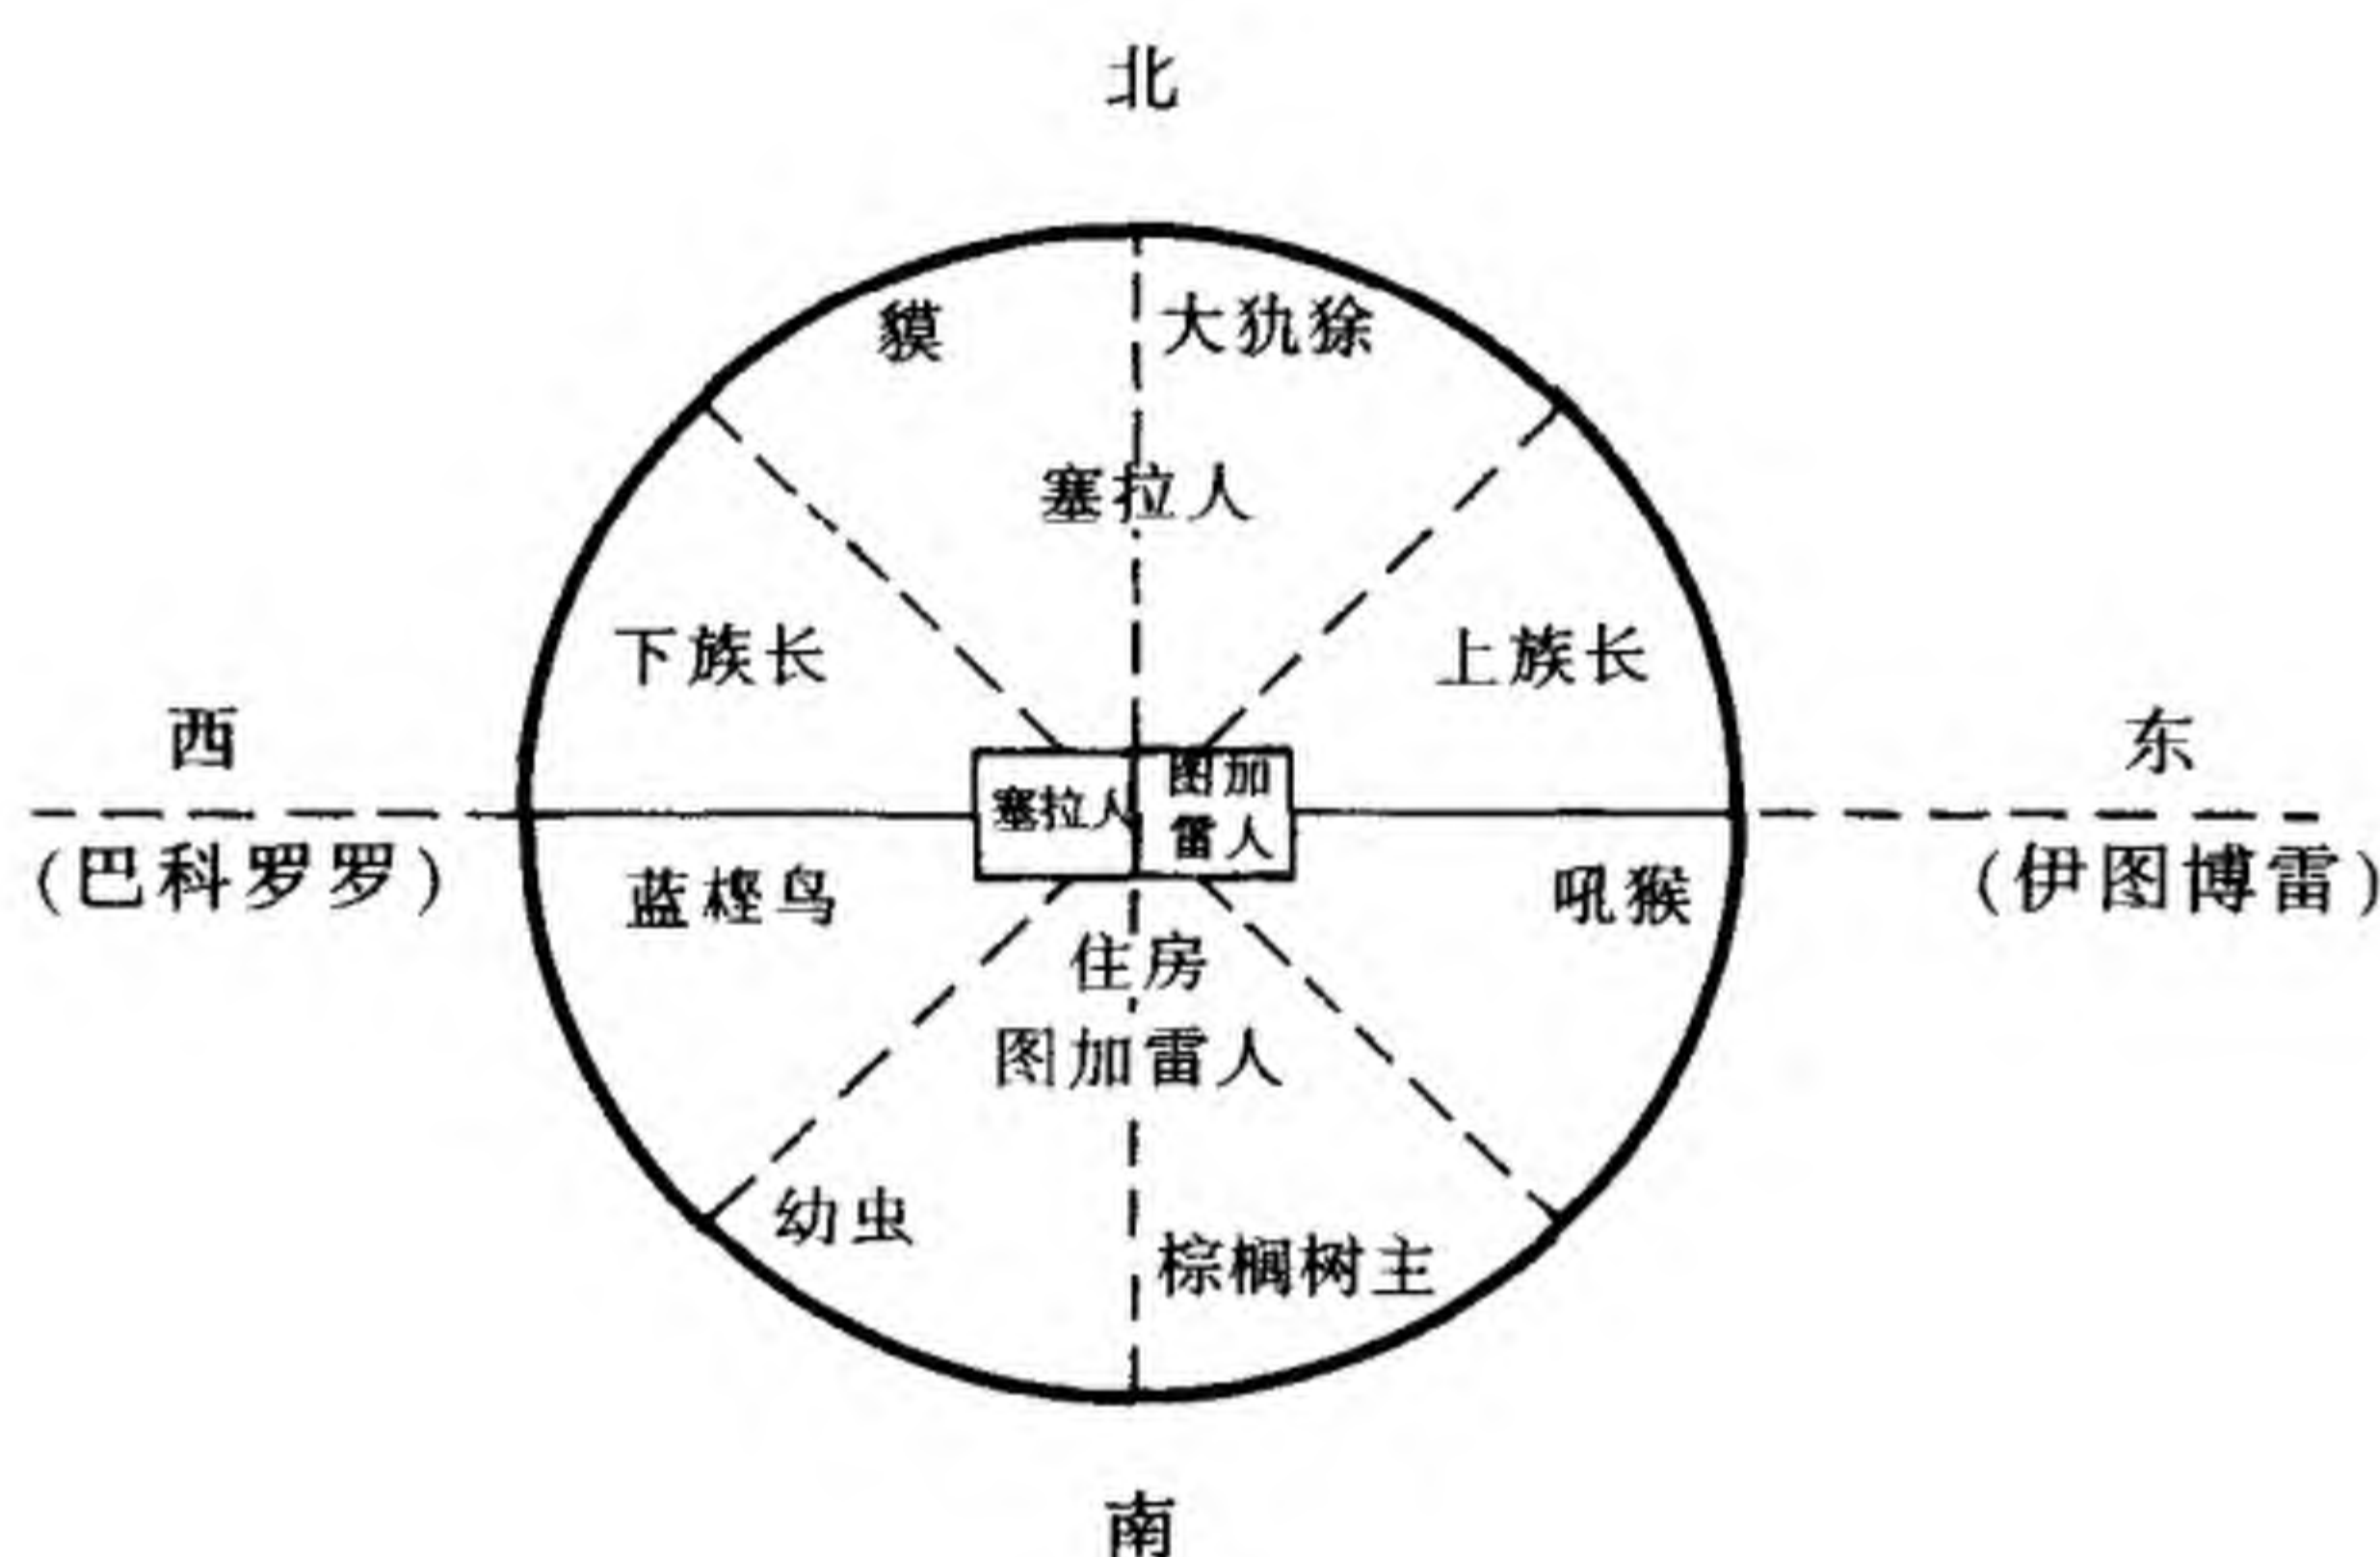 北
貘 大犰狳
塞拉人
下族长 上族长
西 东
塞拉人 图加
雷人
(巴科罗罗) (伊图博雷)
蓝樫鸟 吼猴
住房
图加雷人
幼虫
棕榈树主
南